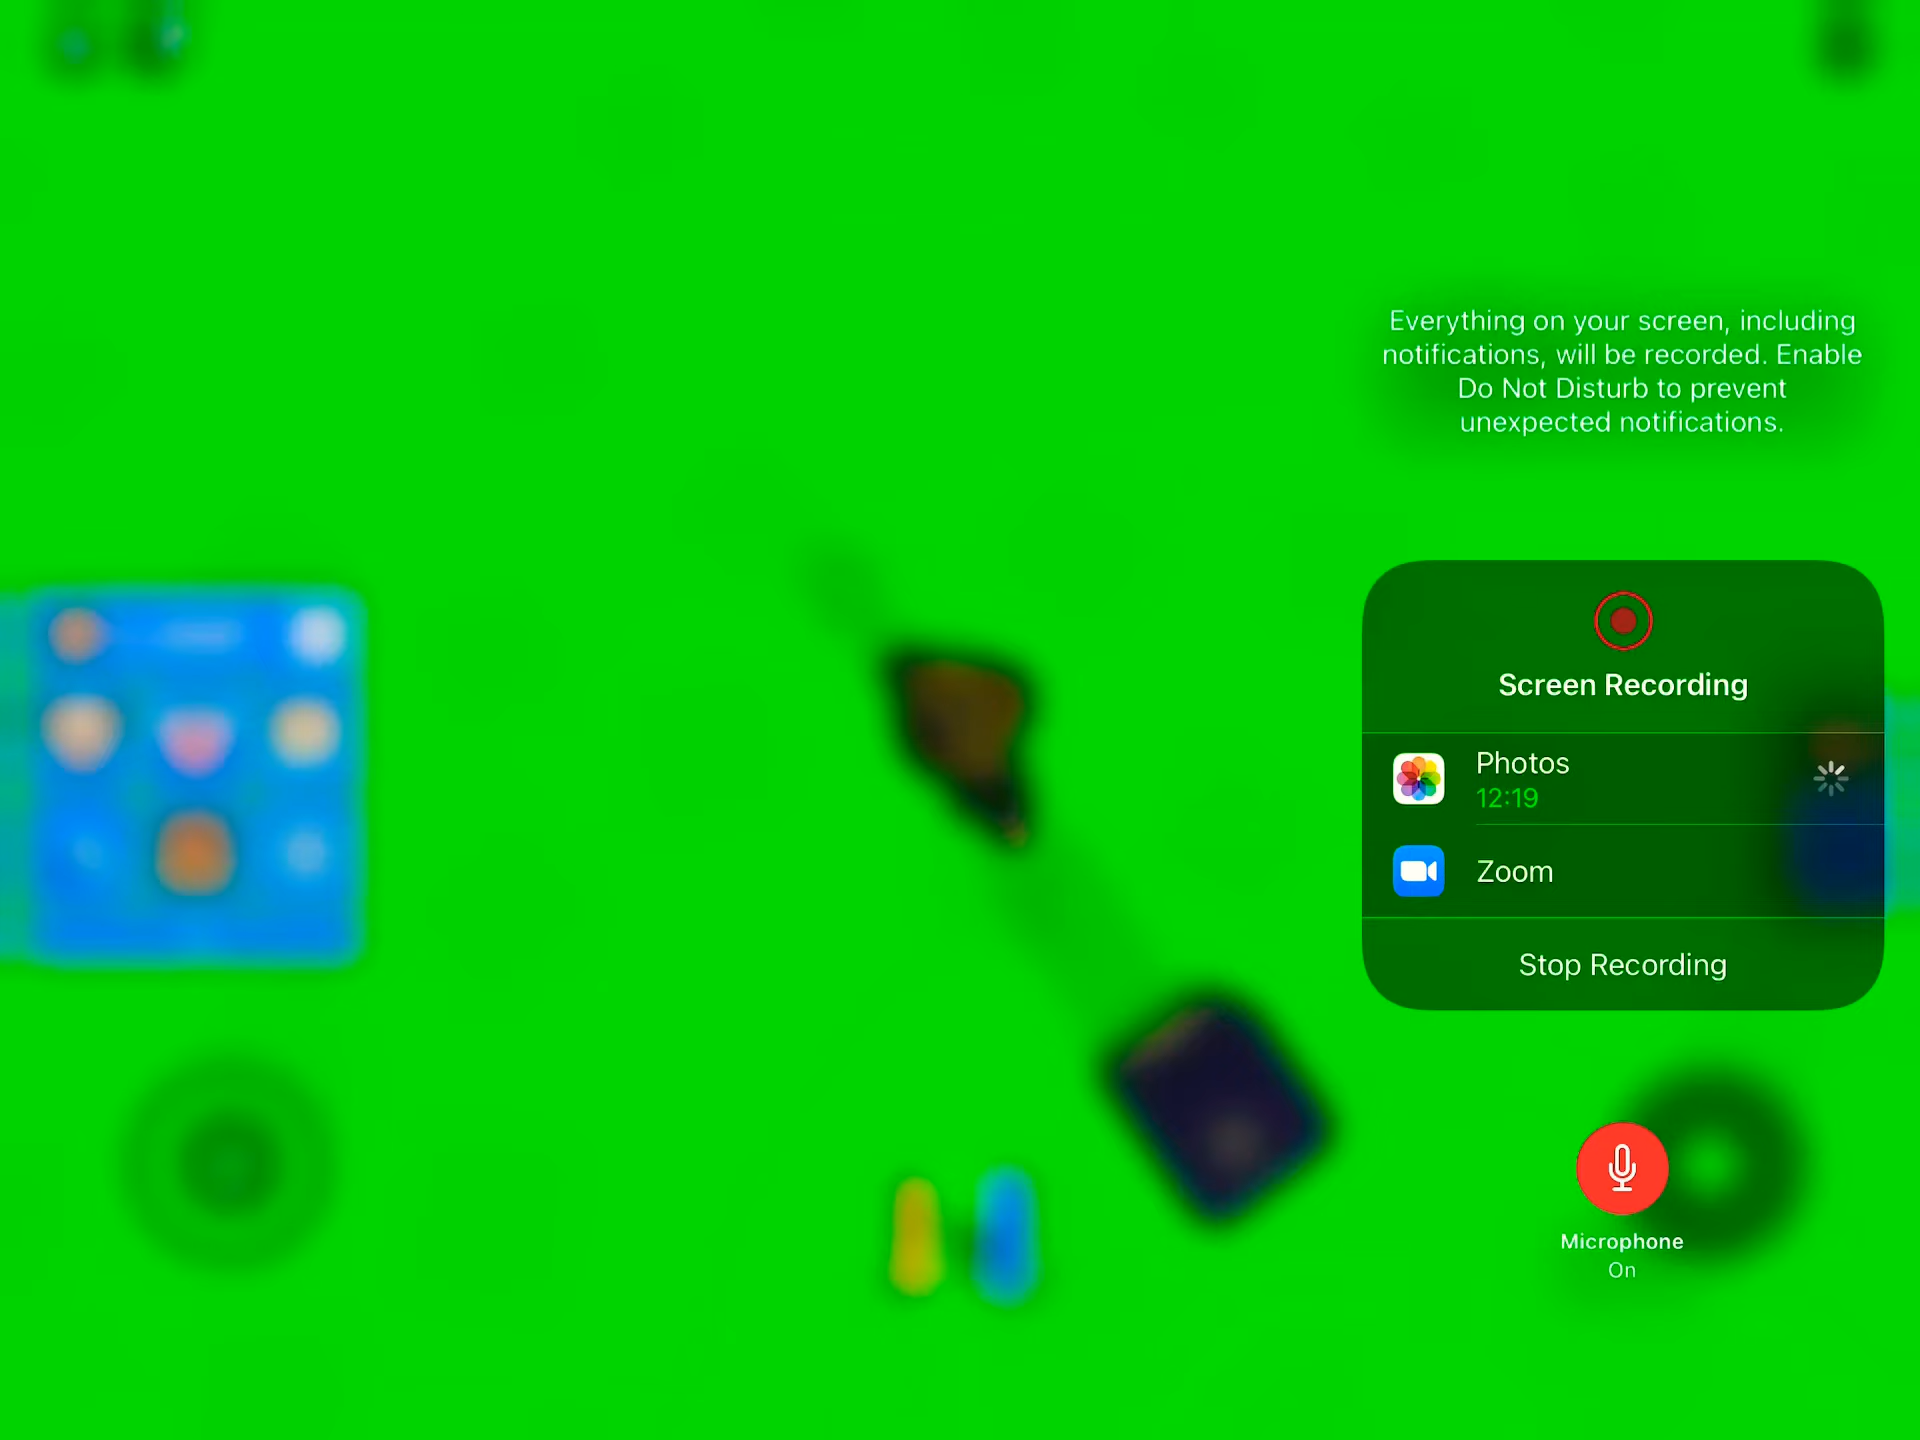 Everything on your screen, including
notifications, will be recorded. Enable
Do Not Disturb to prevent
unexpected notifications.
Screen Recording
Photos
12:19
Zoom
Stop Recording
Microphone
On